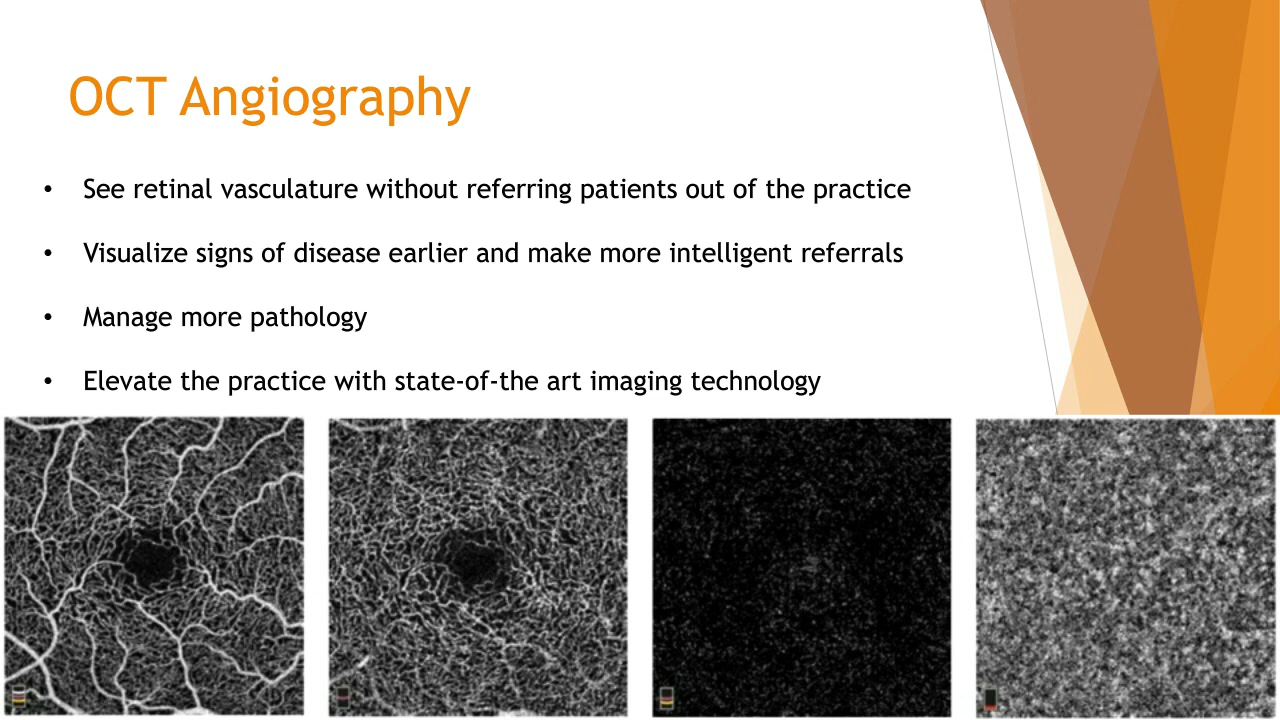 OCT Angiography
• See retinal vasculature without referring patients out of the practice
• Visualize signs of disease earlier and make more intelligent referrals
• Manage more pathology
• Elevate the practice with state-of-the art imaging technology